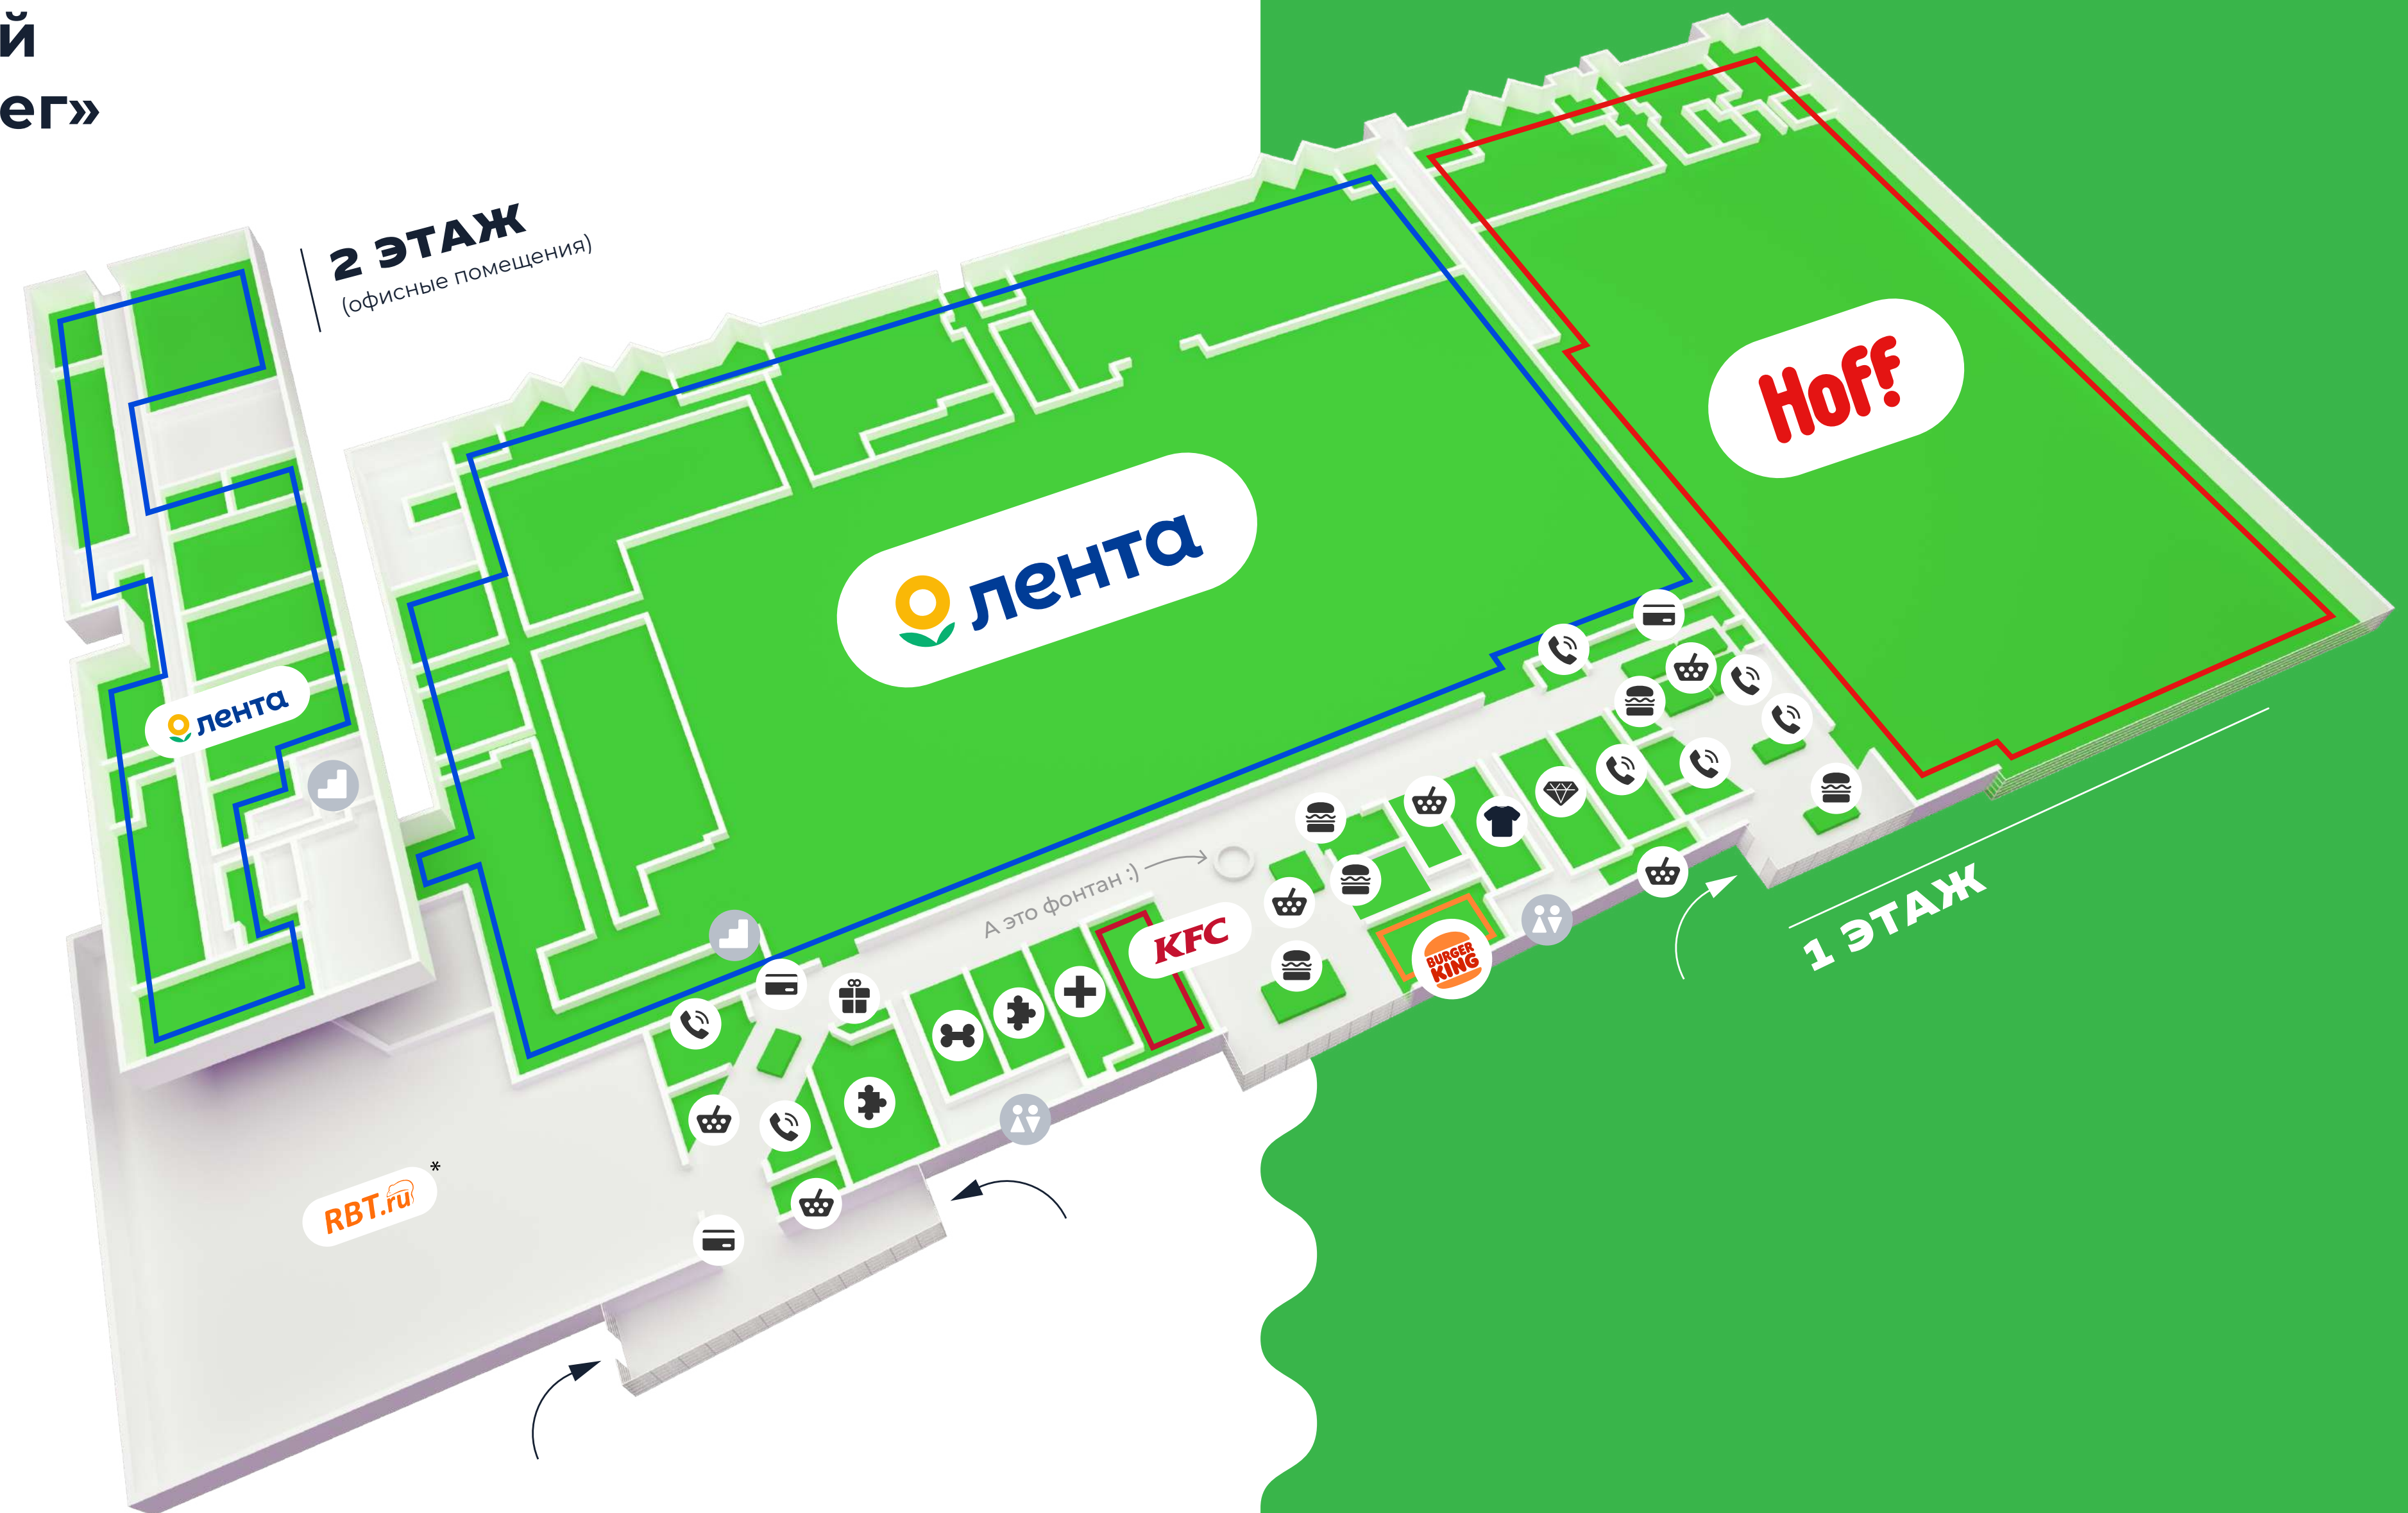 й
ег»
2 ЭТАЖ
(офисные помещения)
Hoff
лента
лента
А это фонтан :)
KFC
BURGER
KING
1 ЭТАЖ
RBT.ru*